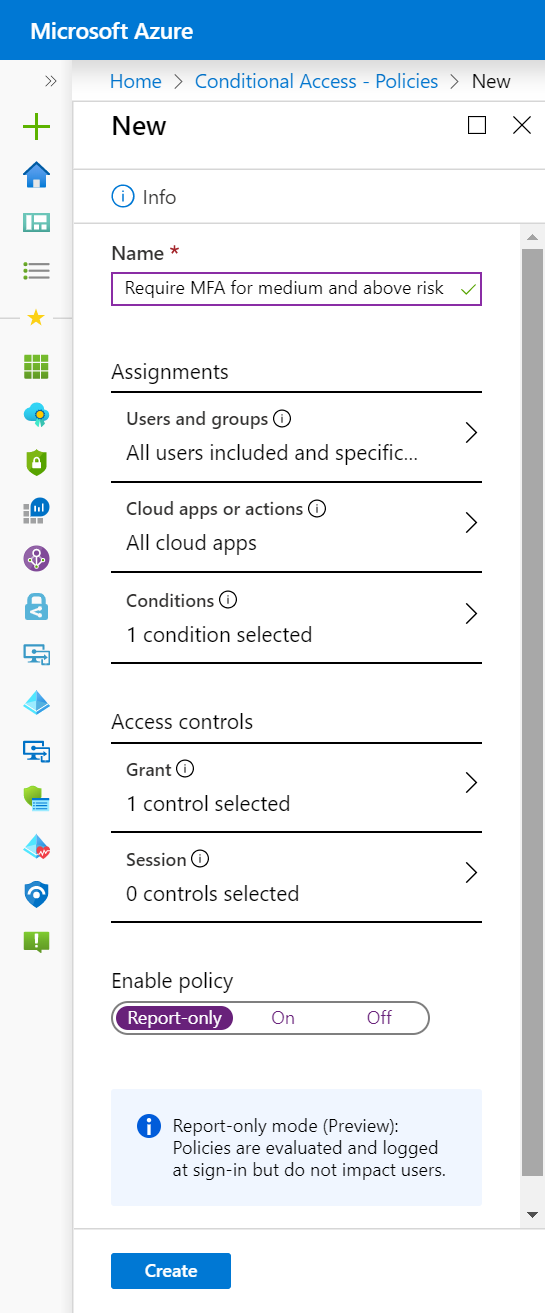 Microsoft Azure
Home > Conditional Access - Policies > New
New
Info
Name *
Require MFA for medium and above risk
Assignments
Users and groups
All users included and specific...
Cloud apps or actions
All cloud apps
Conditions
1 condition selected
Access controls
Grant
1 control selected
Session
0 controls selected
Enable policy
Report-only On Off
Report-only mode (Preview):
Policies are evaluated and logged
at sign-in but do not impact users.
Create